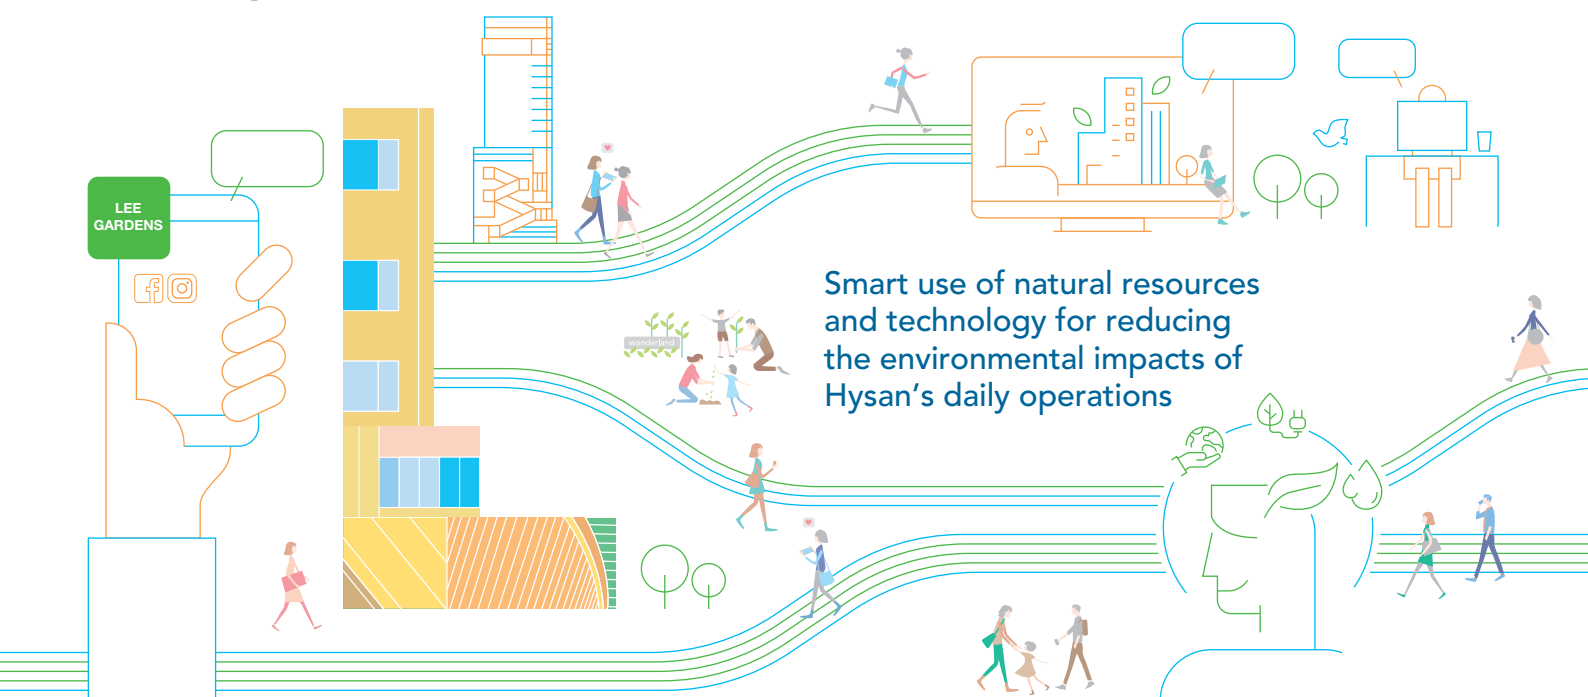 LEE
GARDENS
wonderland
Smart use of natural resources
and technology for reducing
the environmental impacts of
Hysan's daily operations